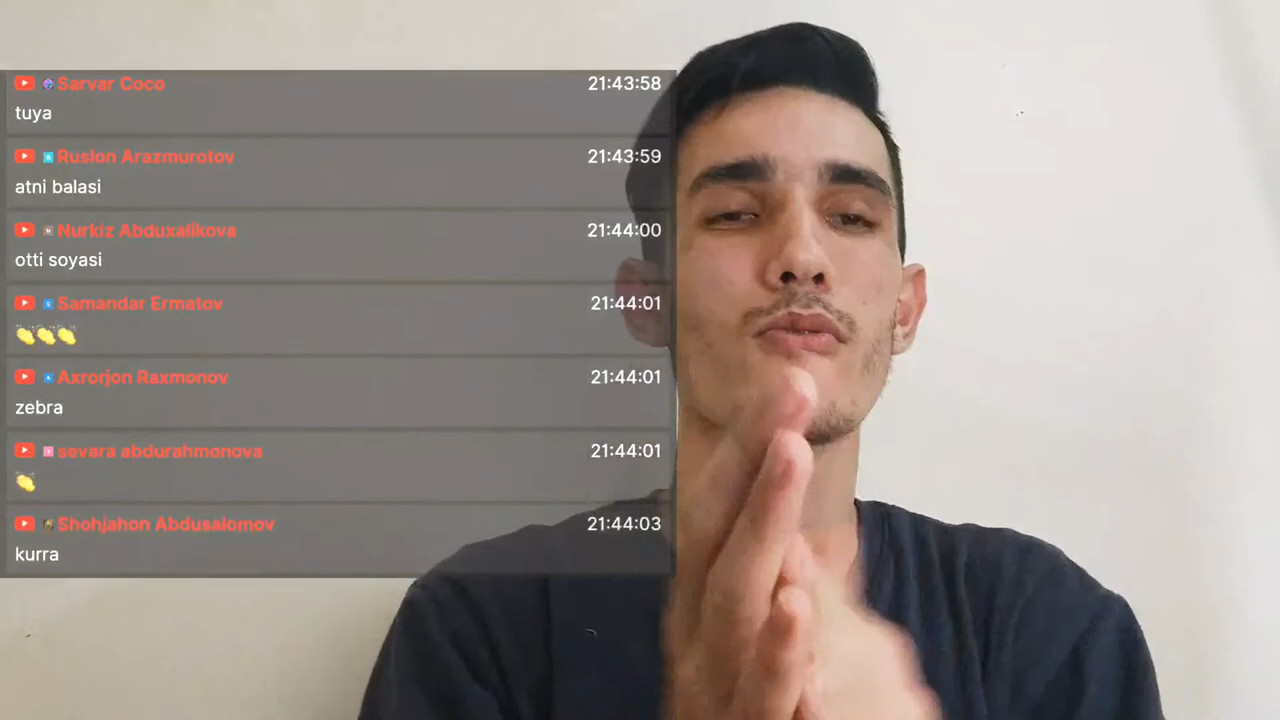 Sarvar Coco 21:43:58
tuya
Ruslon Arazmurotov 21:43:59
atni balasi
Nurkiz Abduxalikova 21:44:00
otti soyasi
Samandar Ermatov 21:44:01
👏👏👏
Axrorjon Raxmonov 21:44:01
zebra
sevara abdurahmonova 21:44:01
👏
Shohjahon Abdusalomov 21:44:03
kurra